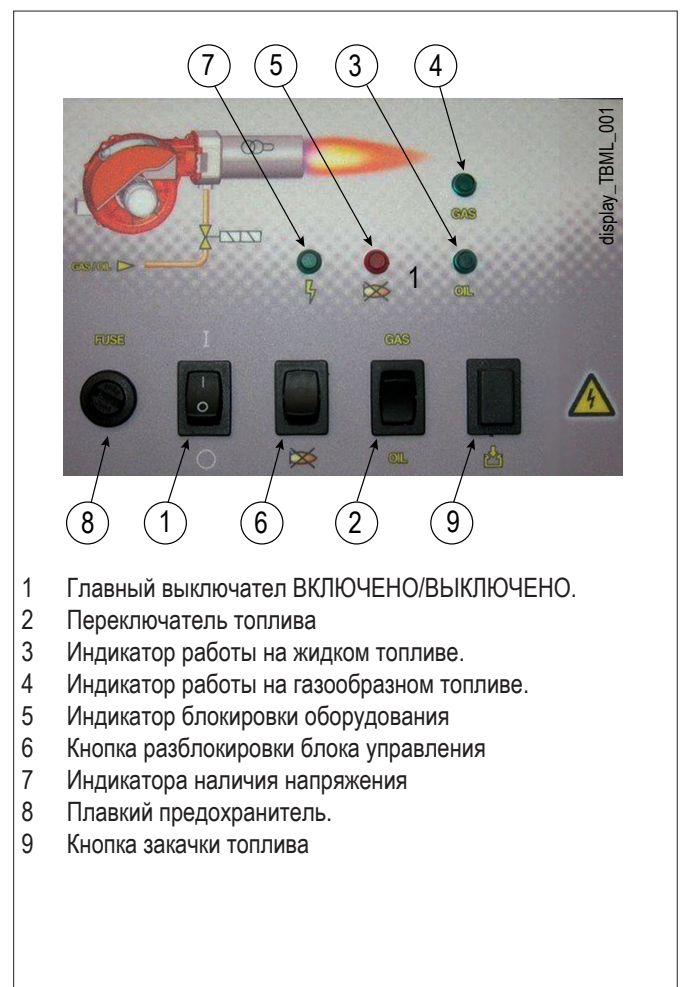 7 5 3 4
display_TBML_001
GAS
GAS/OIL
1
OIL
FUSE I GAS
I
O
OIL
8 1 6 2 9
1 Главный выключател ВКЛЮЧЕНО/ВЫКЛЮЧЕНО.
2 Переключатель топлива
3 Индикатор работы на жидком топливе.
4 Индикатор работы на газообразном топливе.
5 Индикатор блокировки оборудования
6 Кнопка разблокировки блока управления
7 Индикатора наличия напряжения
8 Плавкий предохранитель.
9 Кнопка закачки топлива